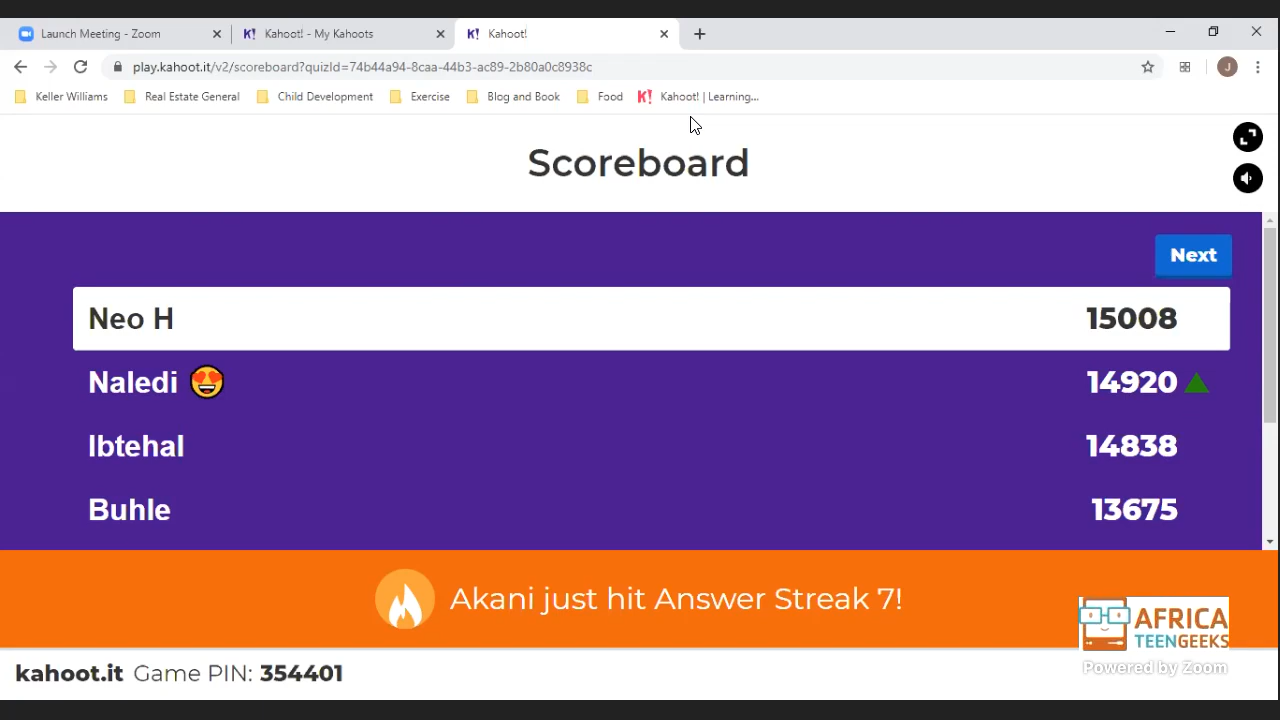 Launch Meeting - Zoom
K! Kahoot! - My Kahoots
K! Kahoot!
play.kahoot.it/v2/scoreboard?quizId=74b44a94-8caa-44b3-ac89-2b80a0c8938c
J
Keller Williams
Real Estate General
Child Development
Exercise
Blog and Book
Food
K! Kahoot! | Learning...
Scoreboard
Next
Neo H 15008
Naledi 😍 14920
Ibtehal 14838
Buhle 13675
Akani just hit Answer Streak 7!
AFRICA
TEENGEEKS
Powered by Zoom
kahoot.it Game PIN: 354401